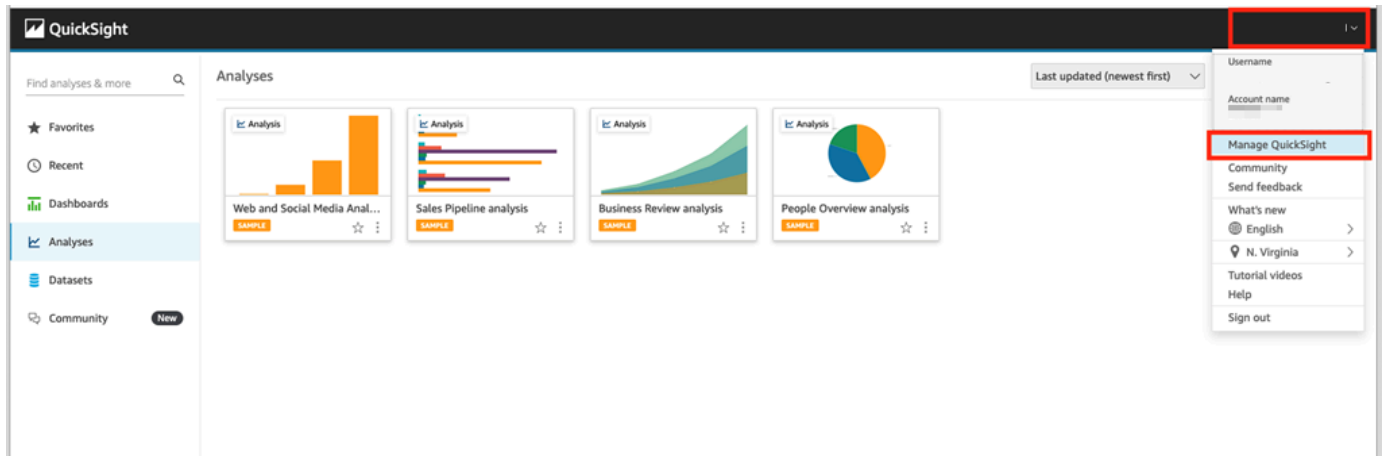 QuickSight
Find analyses & more
Favorites
Recent
Dashboards
Analyses
Datasets
Community
New
Analyses
Last updated (newest first)
Analysis
Web and Social Media Anal...
SAMPLE
Analysis
Sales Pipeline analysis
SAMPLE
Analysis
Business Review analysis
SAMPLE
Analysis
People Overview analysis
SAMPLE
Username
Account name
Manage QuickSight
Community
Send feedback
What's new
English
N. Virginia
Tutorial videos
Help
Sign out